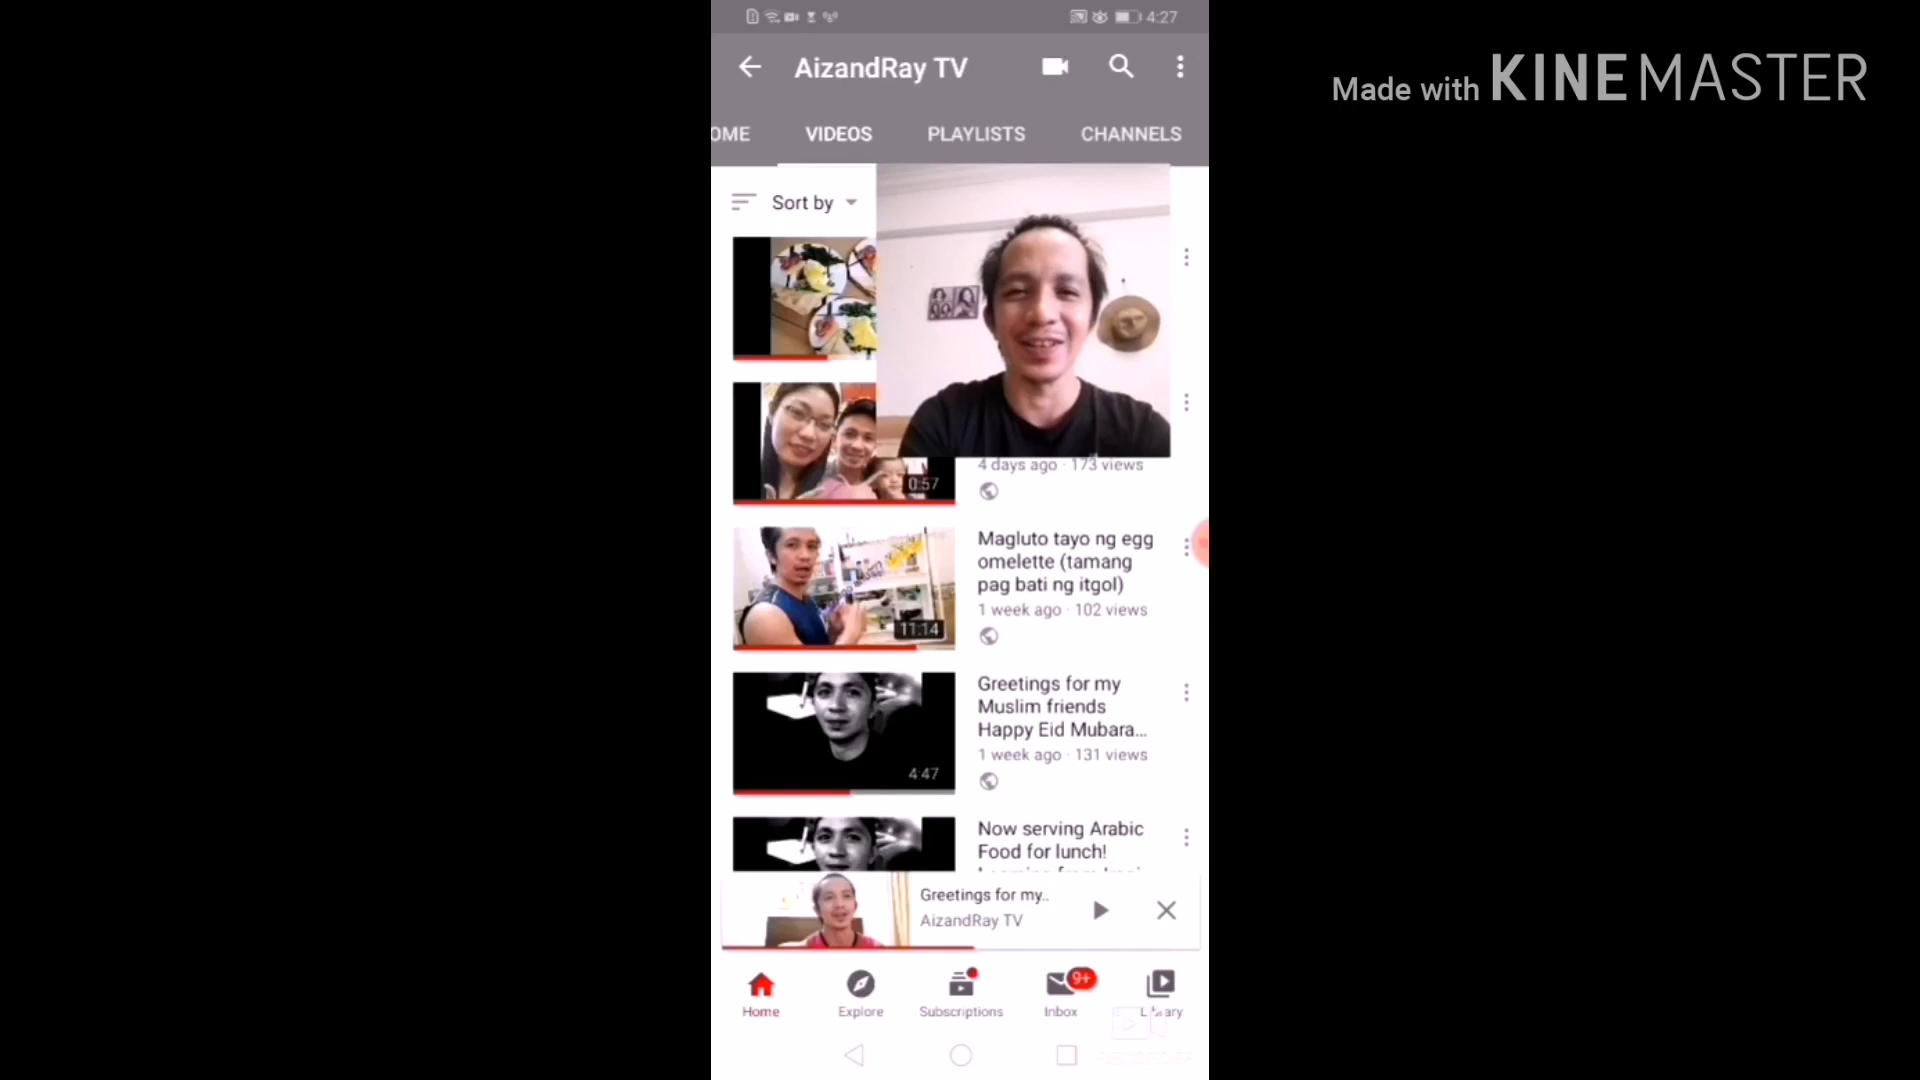 4:27
AizandRay TV
Made with KINEMASTER
OME VIDEOS PLAYLISTS CHANNELS
Sort by
4 days ago · 173 views
0:57
Magluto tayo ng egg
omelette (tamang
pag bati ng itgol)
1 week ago · 102 views
11:14
Greetings for my
Muslim friends
Happy Eid Mubara...
1 week ago · 131 views
4:47
Now serving Arabic
Food for lunch!
Greetings for my..
AizandRay TV
9+
Home Explore Subscriptions Inbox Library